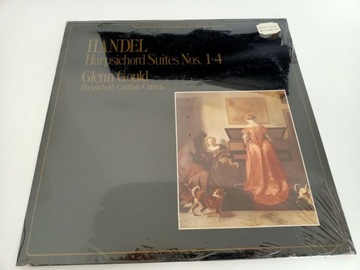 HANDEL
Harpsichord Suites Nos. 1-4
Glenn Gould
Harpsichord·Cembalo·Clavecin